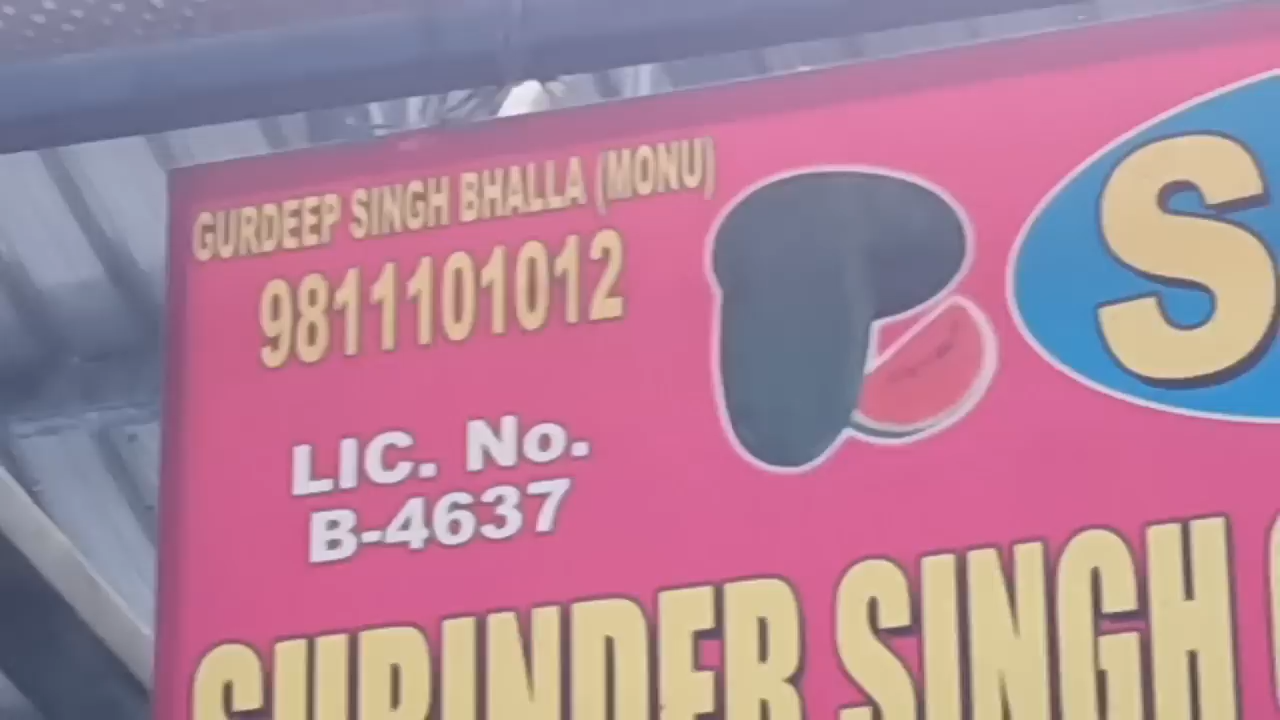 GURDEEP SINGH BHALLA (MONU)
9811101012
LIC. No.
B-4637
S
SURINDER SINGH